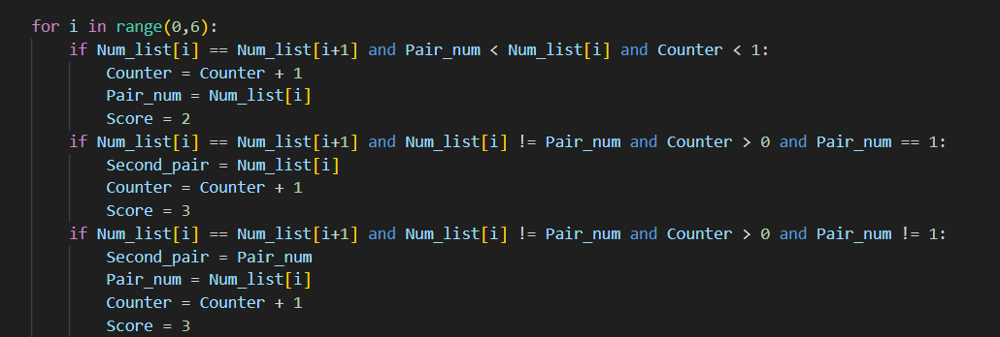 for i in range(0,6):
if Num_list[i] == Num_list[i+1] and Pair_num < Num_list[i] and Counter < 1:
Counter = Counter + 1
Pair_num = Num_list[i]
Score = 2
if Num_list[i] == Num_list[i+1] and Num_list[i] != Pair_num and Counter > 0 and Pair_num == 1:
Second_pair = Num_list[i]
Counter = Counter + 1
Score = 3
if Num_list[i] == Num_list[i+1] and Num_list[i] != Pair_num and Counter > 0 and Pair_num != 1:
Second_pair = Pair_num
Pair_num = Num_list[i]
Counter = Counter + 1
Score = 3